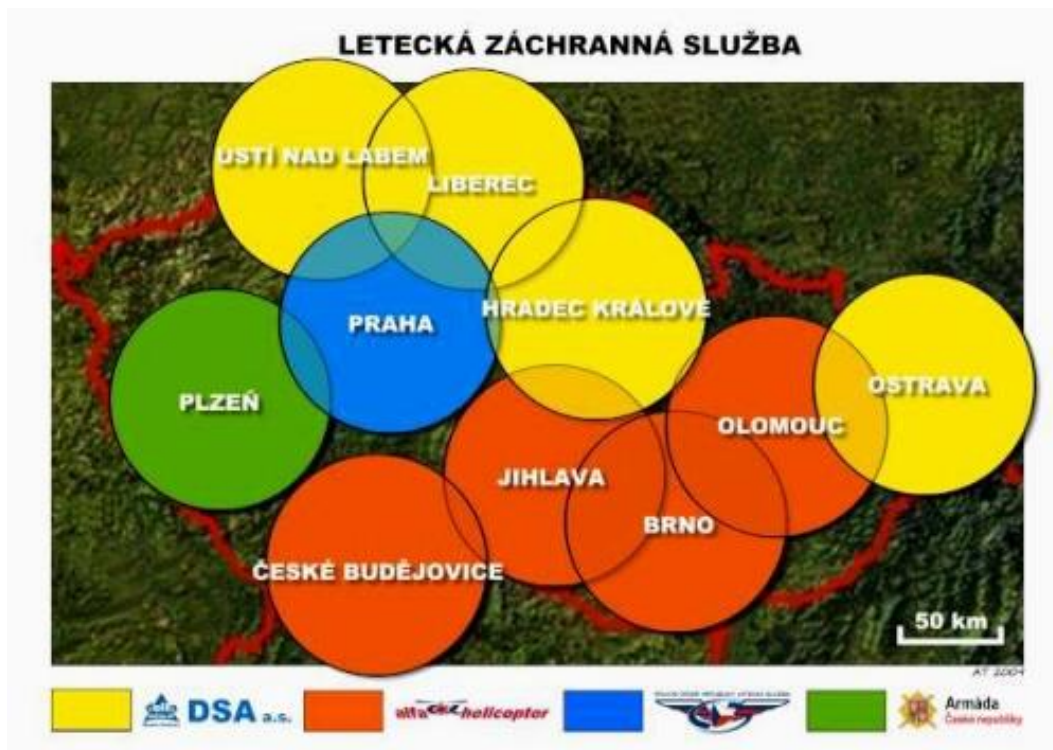 LETECKÁ ZÁCHRANNÁ SLUŽBA
ÚSTÍ NAD LABEM
LIBEREC
HRADEC KRÁLOVÉ
PRAHA
PLZEŇ
OSTRAVA
OLOMOUC
JIHLAVA
BRNO
ČESKÉ BUDĚJOVICE
50 km
AT 2004
DSA a.s.
alfa helicopter
Armáda
České republiky